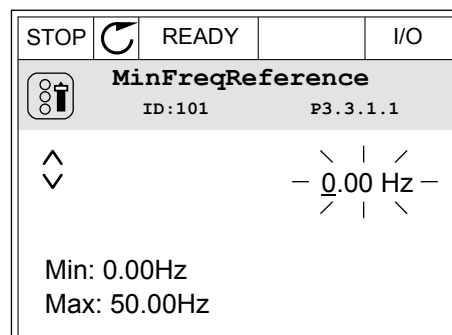 STOP READY I/O
MinFreqReference
ID:101 P3.3.1.1
0.00 Hz
Min: 0.00Hz
Max: 50.00Hz